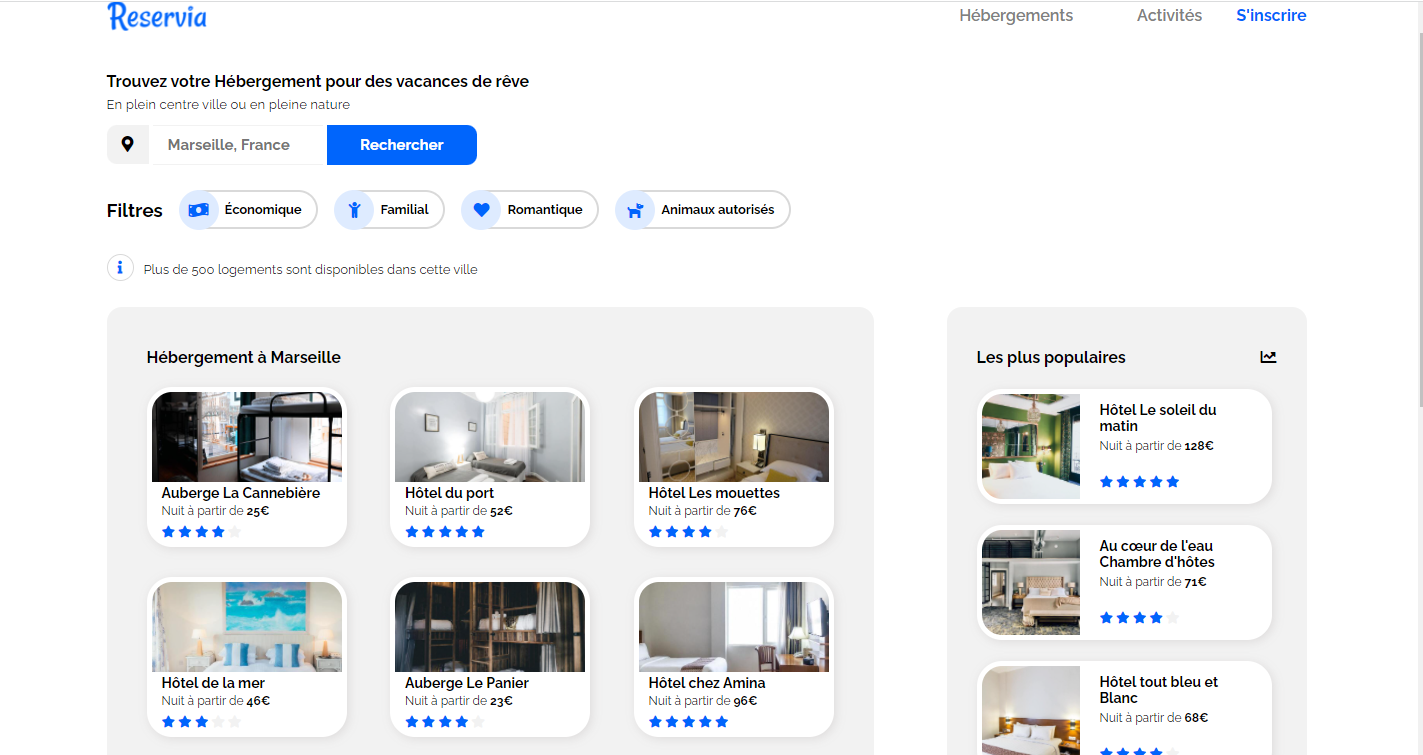 Reservia
Hébergements
Activités
S'inscrire
Trouvez votre Hébergement pour des vacances de rêve
En plein centre ville ou en pleine nature
Marseille, France
Rechercher
Filtres
Économique
Familial
Romantique
Animaux autorisés
Plus de 500 logements sont disponibles dans cette ville
Hébergement à Marseille
Auberge La Cannebière
Nuit à partir de 25€
Hôtel du port
Nuit à partir de 52€
Hôtel Les mouettes
Nuit à partir de 76€
Hôtel de la mer
Nuit à partir de 46€
Auberge Le Panier
Nuit à partir de 23€
Hôtel chez Amina
Nuit à partir de 96€
Les plus populaires
Hôtel Le soleil du
matin
Nuit à partir de 128€
Au cœur de l'eau
Chambre d'hôtes
Nuit à partir de 71€
Hôtel tout bleu et
Blanc
Nuit à partir de 68€